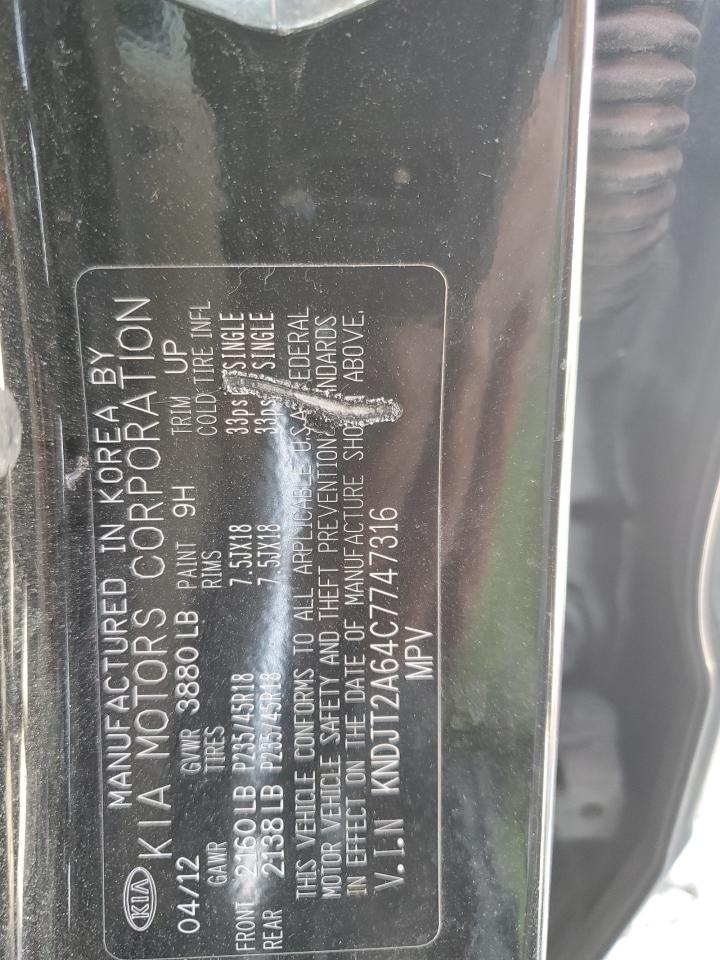 KIA MANUFACTURED IN KOREA BY
KIA MOTORS CORPORATION
04/12 GVWR 3880 LB PAINT 9H TRIM UP
GAWR TIRES RIMS COLD TIRE INFL
FRONT 2160 LB P235/45R18 7.5JX18 33psi SINGLE
REAR 2138 LB P235/45R18 7.5JX18 33psi SINGLE
THIS VEHICLE CONFORMS TO ALL APPLICABLE U.S.A FEDERAL
MOTOR VEHICLE SAFETY AND THEFT PREVENTION
IN EFFECT ON THE DATE OF MANUFACTURE ABOVE.
V.I.N KNDJT2A64C7747316
MPV